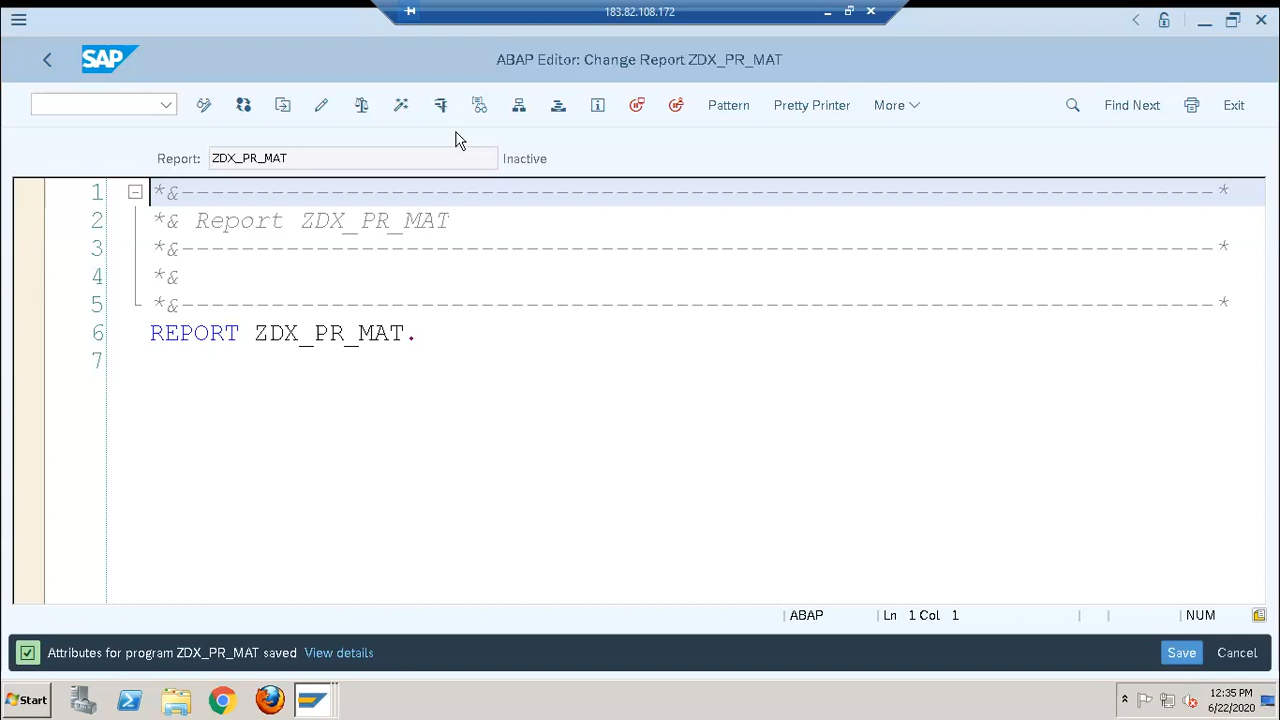 183.82.108.172
SAP
ABAP Editor: Change Report ZDX_PR_MAT
Pattern
Pretty Printer
More
Find Next
Exit
Report: ZDX_PR_MAT Inactive
1 *&---------------------------------------------------------------------*
2 *& Report ZDX_PR_MAT
3 *&---------------------------------------------------------------------*
4 *&
5 *&---------------------------------------------------------------------*
6 REPORT ZDX_PR_MAT.
7
ABAP
Ln 1 Col 1
NUM
Attributes for program ZDX_PR_MAT saved View details
Save
Cancel
Start
12:35 PM
6/22/2020